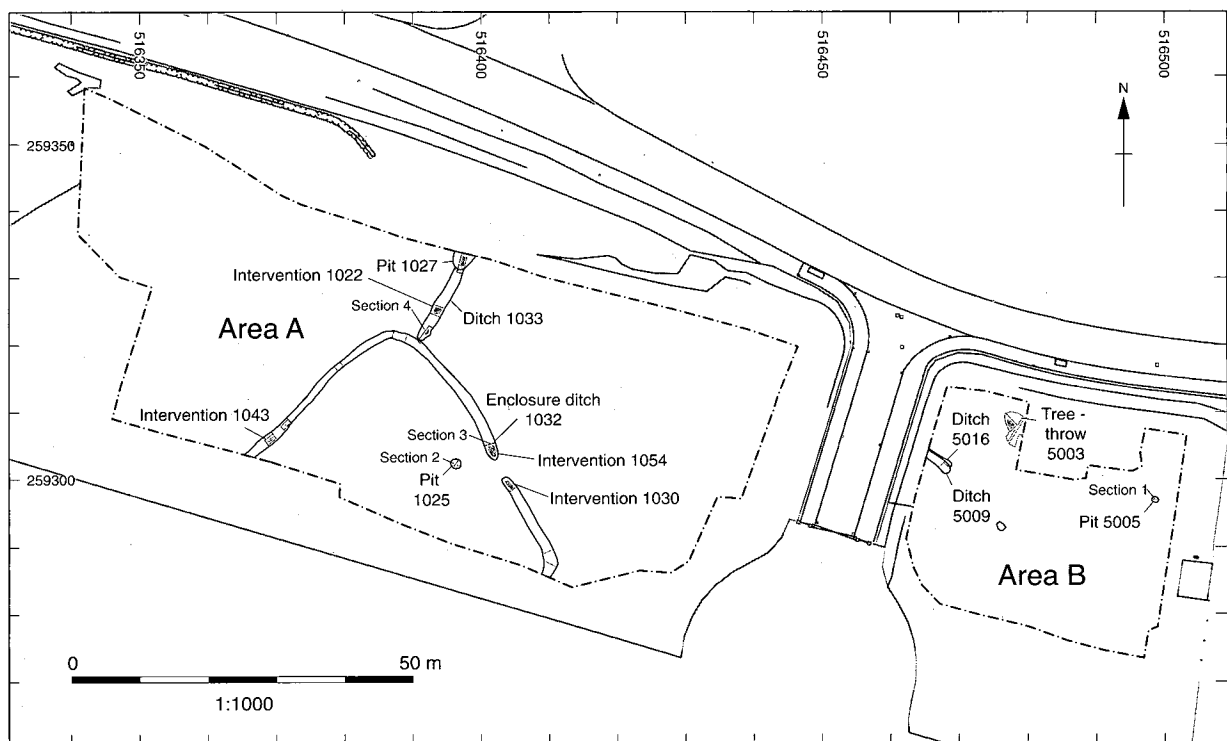 516350
516400
516450
516500
N
259350
Pit 1027
Intervention 1022
Section 4
Ditch 1033
Area A
Enclosure ditch
1032
Intervention 1043
Section 3
Section 2
Pit
1025
Intervention 1054
Intervention 1030
259300
Ditch
5016
Tree -
throw
5003
Ditch
5009
Section 1
Pit 5005
Area B
0
50 m
1:1000